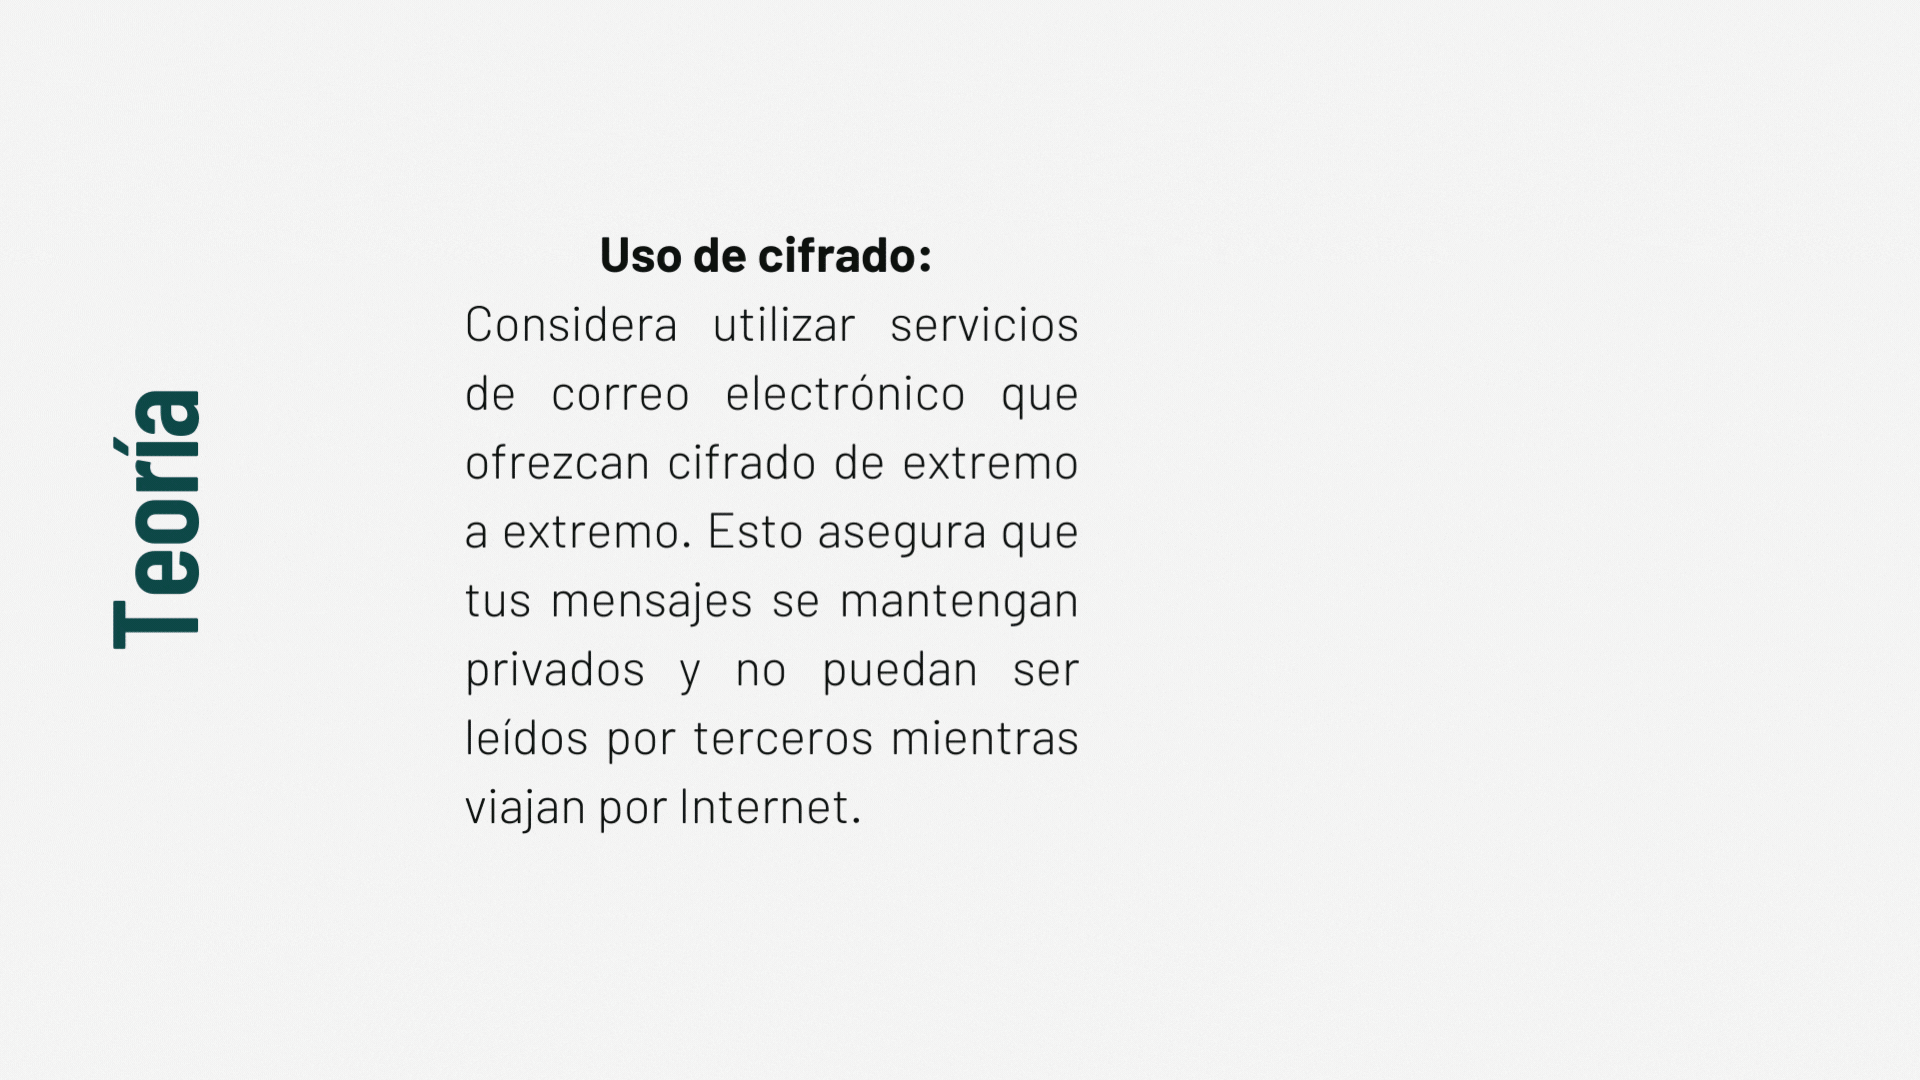 Teoría
Uso de cifrado:
Considera utilizar servicios
de correo electrónico que
ofrezcan cifrado de extremo
a extremo. Esto asegura que
tus mensajes se mantengan
privados y no puedan ser
leídos por terceros mientras
viajan por Internet.